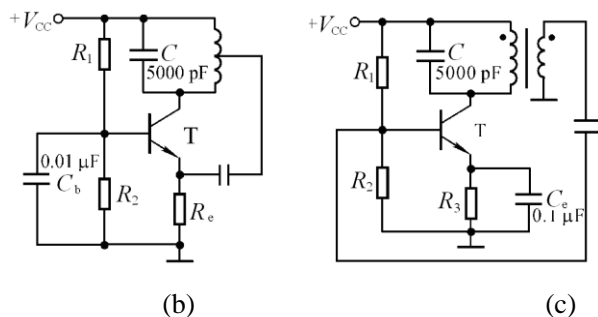 +V_CC
R_1
C
5000 pF
T
0.01 μF
C_b
R_2
R_e
(b)
+V_CC
R_1
C
5000 pF
T
R_2
R_3
C_e
0.1 μF
(c)